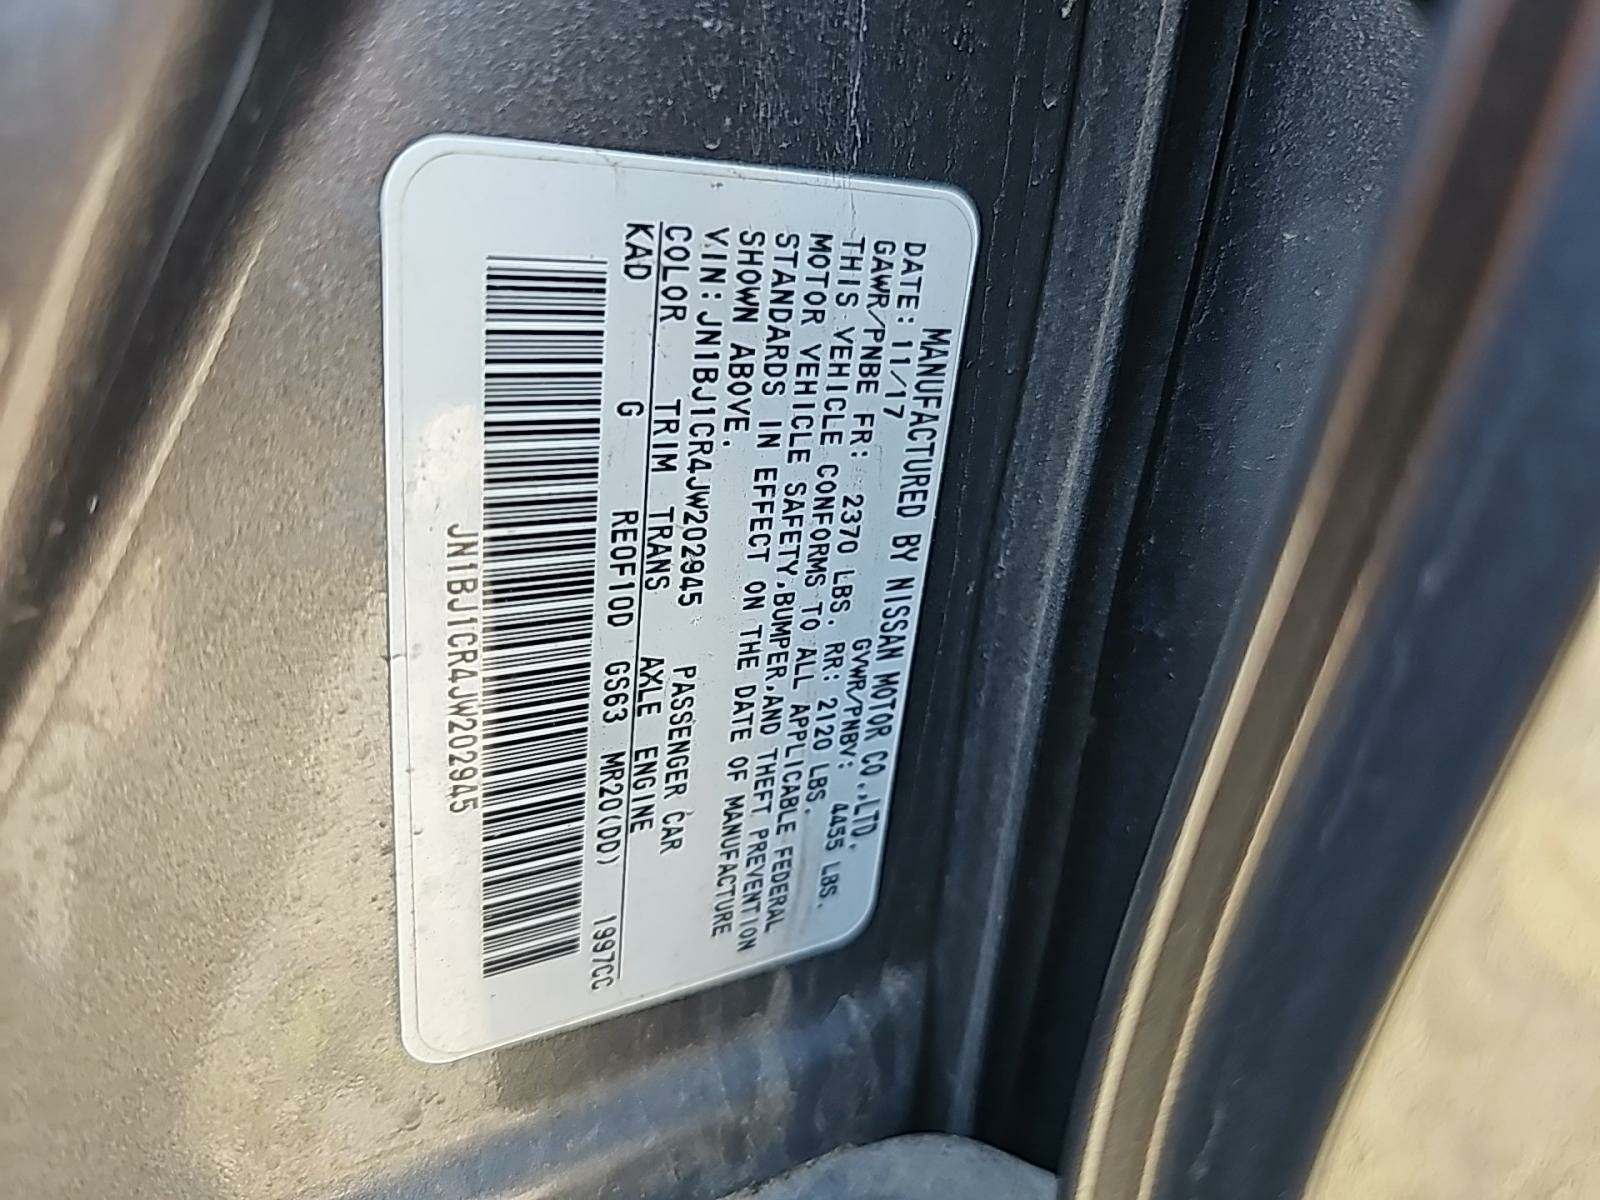 MANUFACTURED BY NISSAN MOTOR CO.,LTD.
DATE: 11/17 GVWR/PNBV: 4455 LBS.
GAWR/PNBE FR: 2370 LBS. RR: 2120 LBS.
THIS VEHICLE CONFORMS TO ALL APPLICABLE FEDERAL
MOTOR VEHICLE SAFETY,BUMPER,AND THEFT PREVENTION
STANDARDS IN EFFECT ON THE DATE OF MANUFACTURE
SHOWN ABOVE.
VIN: JN1BJ1CR4JW202945 PASSENGER CAR
COLOR TRIM TRANS AXLE ENGINE
KAD G RE0F10D GS63 MR20(DD) 1997CC
JN1BJ1CR4JW202945